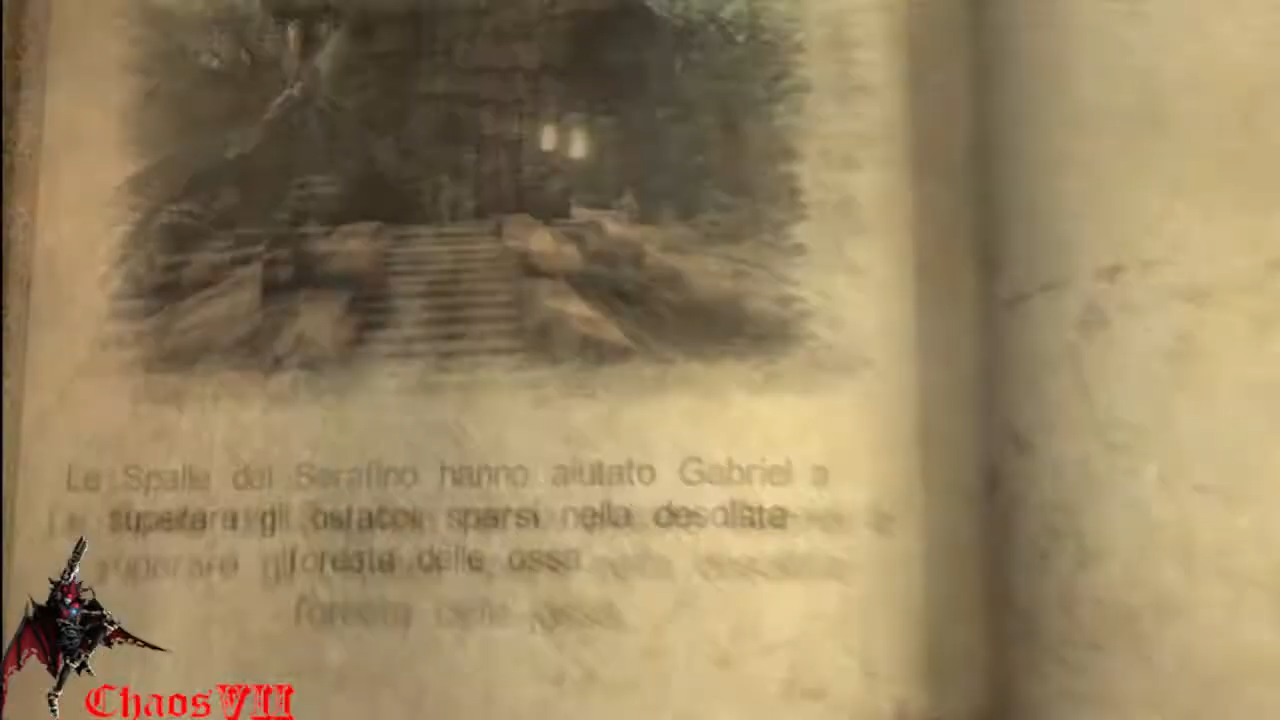 Le Spalle del Serafino hanno aiutato Gabriel a
superare gli ostacoli sparsi nella desolata
foresta delle ossa.
ChaosVII